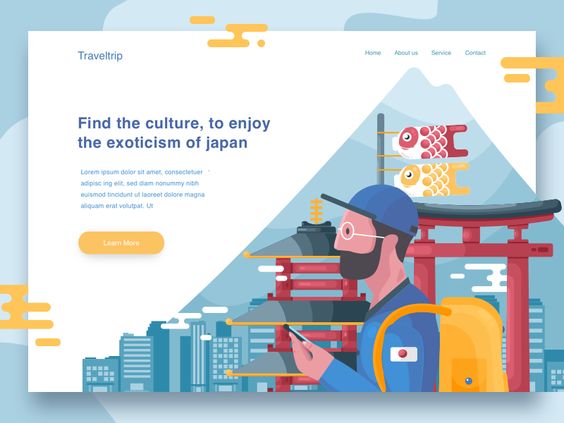 Traveltrip
Home About Us Service Contact
Find the culture, to enjoy
the exoticism of japan
Lorem ipsum dolor sit amet, consectetuer
adipisc ing elit, sed diam nonummy nibh
euismod tincidunt ut laoreet dolore magna
aliquam erat volutpat. Ut
Learn More